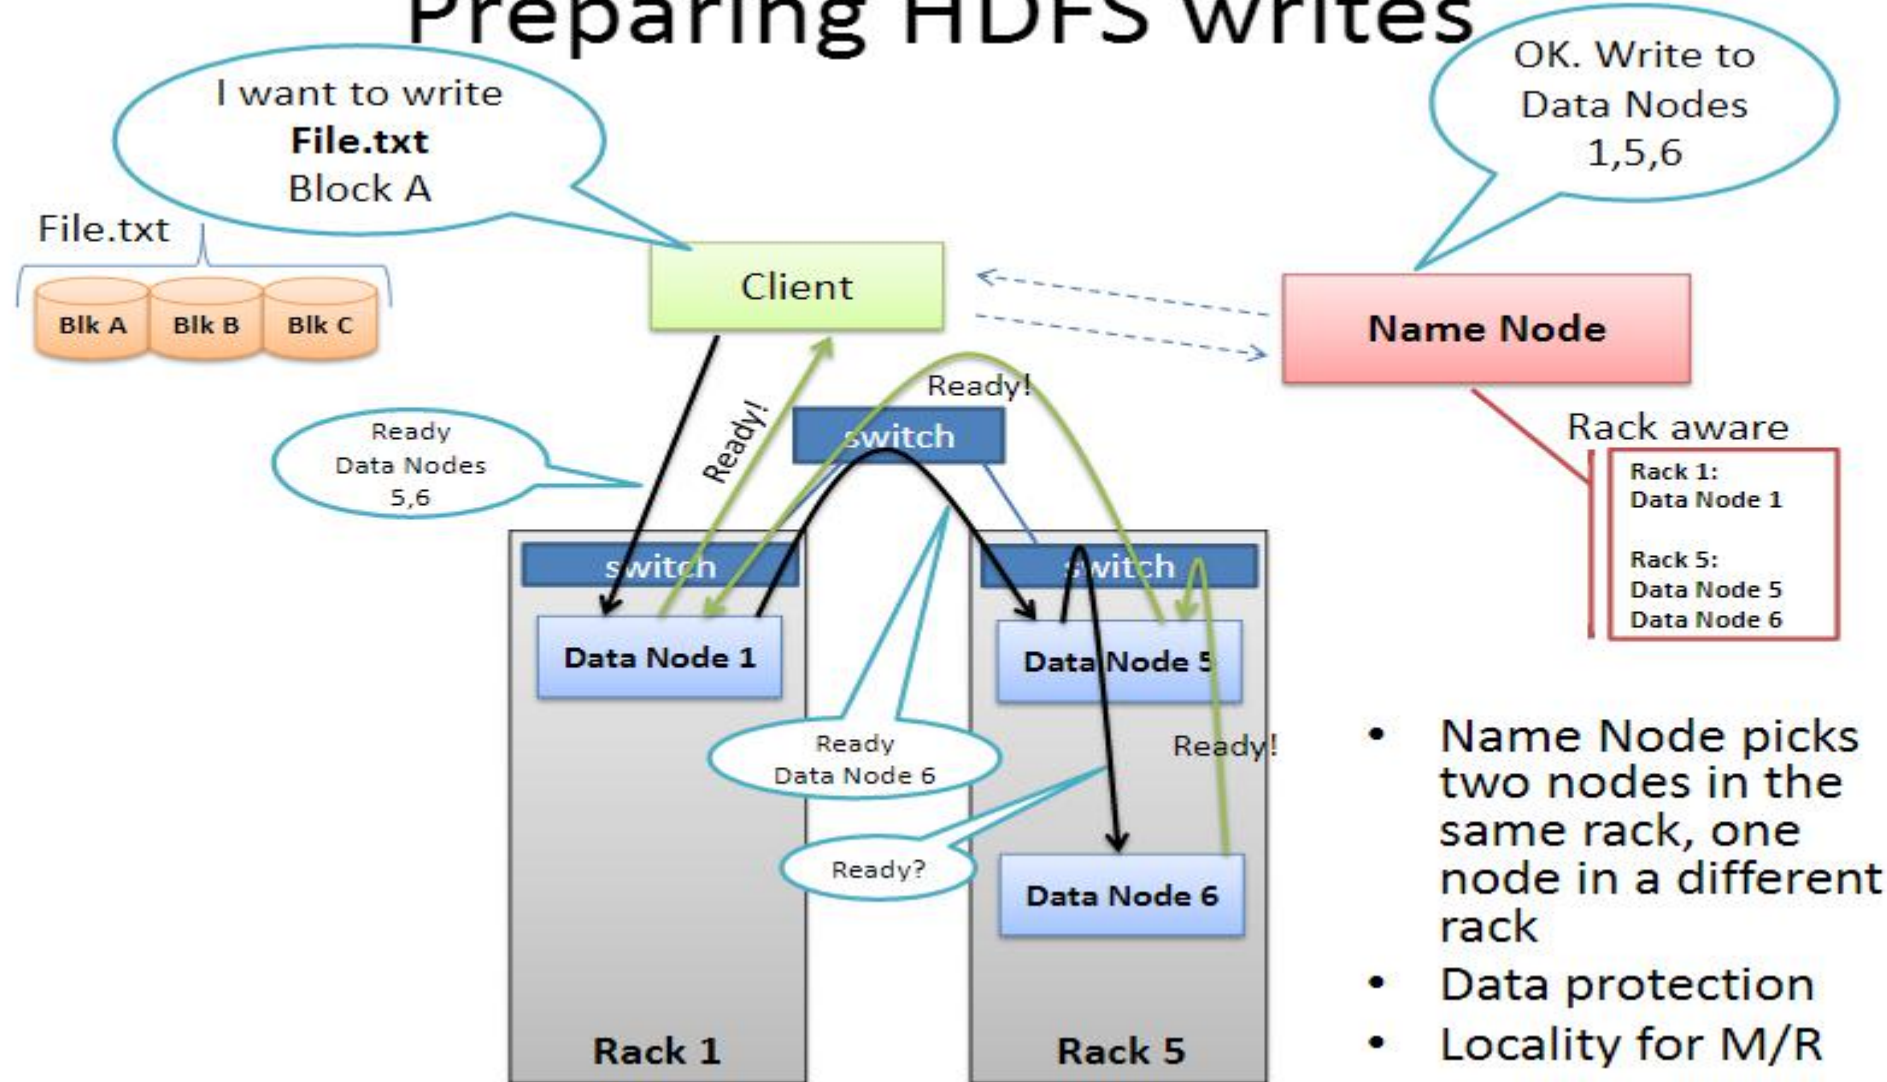 Preparing HDFS writes
I want to write
File.txt
Block A
OK. Write to
Data Nodes
1,5,6
File.txt
Blk A
Blk B
Blk C
Client
Name Node
Ready!
Ready!
switch
Ready
Data Nodes
5,6
Rack aware
Rack 1:
Data Node 1
Rack 5:
Data Node 5
Data Node 6
switch
switch
Data Node 1
Data Node 5
Ready
Data Node 6
Ready!
Ready?
Data Node 6
Rack 1
Rack 5
• Name Node picks
two nodes in the
same rack, one
node in a different
rack
• Data protection
• Locality for M/R